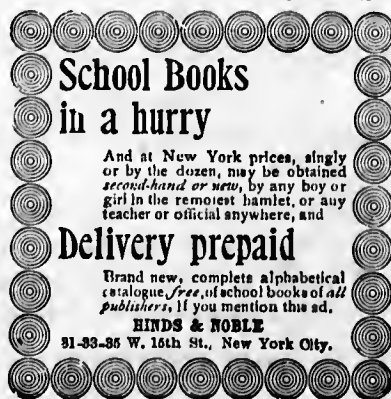 School Books
in a hurry
And at New York prices, singly
or by the dozen, may be obtained
second-hand or new, by any boy or
girl in the remotest hamlet, or any
teacher or official anywhere, and
Delivery prepaid
Brand new, complete alphabetical
catalogue, free, of school books of all
publishers, if you mention this ad.
HINDS & NOBLE
31-33-35 W. 15th St., New York City.